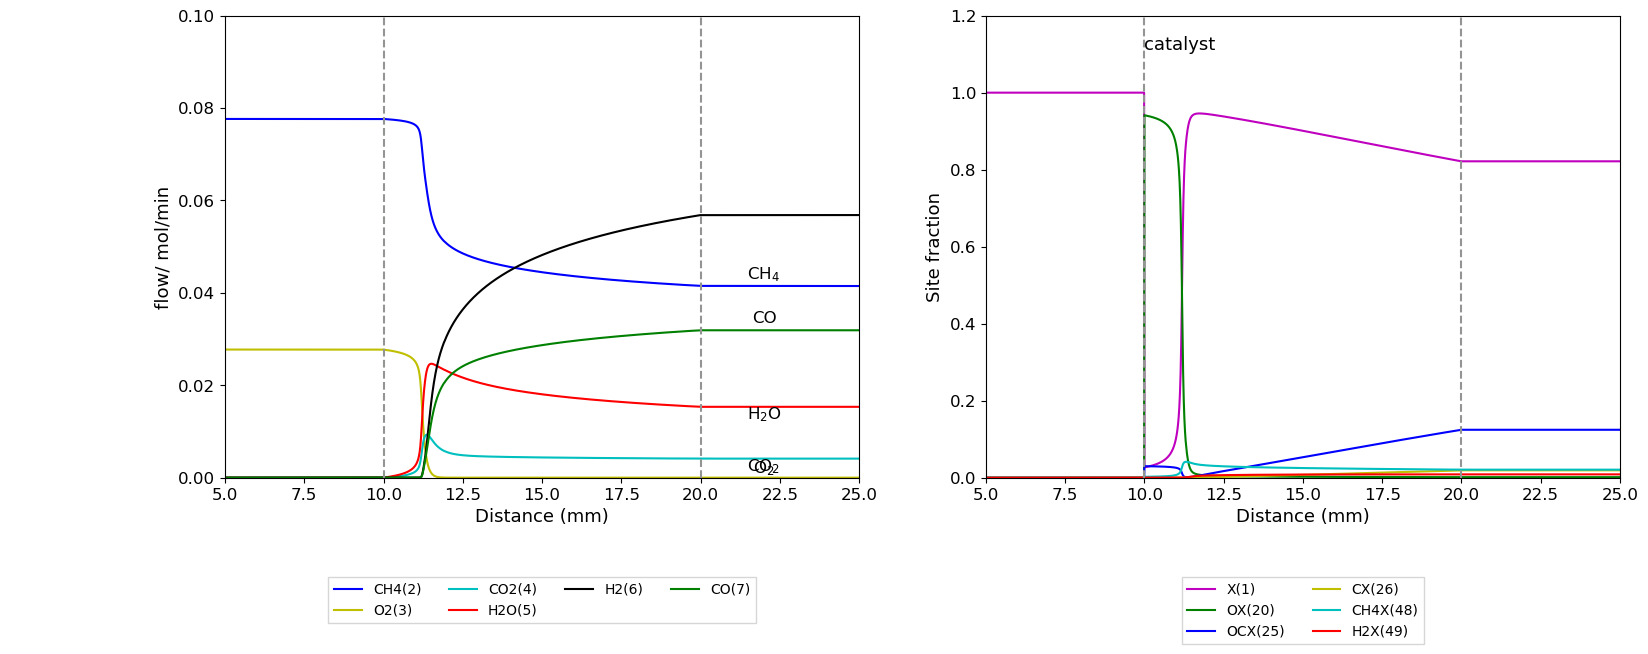 0.10
0.08
0.06
0.04
0.02
0.00
flow/ mol/min
CH₄
CO
H₂O
CO₂
O₂
5.0 7.5 10.0 12.5 15.0 17.5 20.0 22.5 25.0
Distance (mm)
CH4(2) CO2(4) H2(6) CO(7)
O2(3) H2O(5)
1.2
1.0
0.8
0.6
0.4
0.2
0.0
Site fraction
catalyst
5.0 7.5 10.0 12.5 15.0 17.5 20.0 22.5 25.0
Distance (mm)
X(1) CX(26)
OX(20) CH4X(48)
OCX(25) H2X(49)